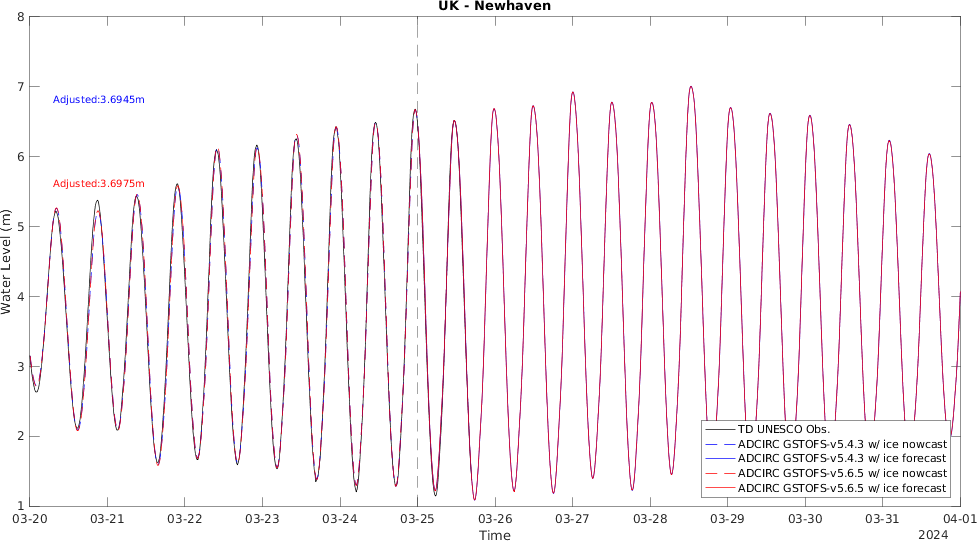 UK - Newhaven
8
7
6
5
4
3
2
1
Water Level (m)
Adjusted:3.6945m
Adjusted:3.6975m
TD UNESCO Obs.
ADCIRC GSTOFS-v5.4.3 w/ ice nowcast
ADCIRC GSTOFS-v5.4.3 w/ ice forecast
ADCIRC GSTOFS-v5.6.5 w/ ice nowcast
ADCIRC GSTOFS-v5.6.5 w/ ice forecast
03-20 03-21 03-22 03-23 03-24 03-25 03-26 03-27 03-28 03-29 03-30 03-31 04-01
Time
2024